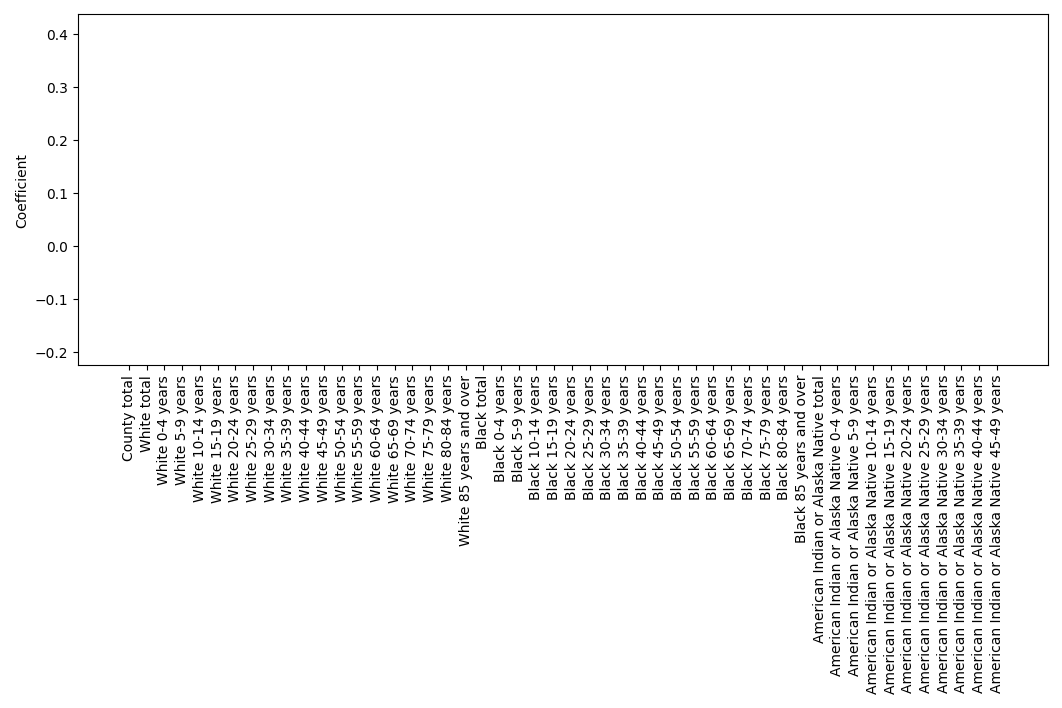 0.4
0.3
0.2
0.1
0.0
−0.1
−0.2
Coefficient
County total
White total
White 0-4 years
White 5-9 years
White 10-14 years
White 15-19 years
White 20-24 years
White 25-29 years
White 30-34 years
White 35-39 years
White 40-44 years
White 45-49 years
White 50-54 years
White 55-59 years
White 60-64 years
White 65-69 years
White 70-74 years
White 75-79 years
White 80-84 years
White 85 years and over
Black total
Black 0-4 years
Black 5-9 years
Black 10-14 years
Black 15-19 years
Black 20-24 years
Black 25-29 years
Black 30-34 years
Black 35-39 years
Black 40-44 years
Black 45-49 years
Black 50-54 years
Black 55-59 years
Black 60-64 years
Black 65-69 years
Black 70-74 years
Black 75-79 years
Black 80-84 years
Black 85 years and over
American Indian or Alaska Native total
American Indian or Alaska Native 0-4 years
American Indian or Alaska Native 5-9 years
American Indian or Alaska Native 10-14 years
American Indian or Alaska Native 15-19 years
American Indian or Alaska Native 20-24 years
American Indian or Alaska Native 25-29 years
American Indian or Alaska Native 30-34 years
American Indian or Alaska Native 35-39 years
American Indian or Alaska Native 40-44 years
American Indian or Alaska Native 45-49 years